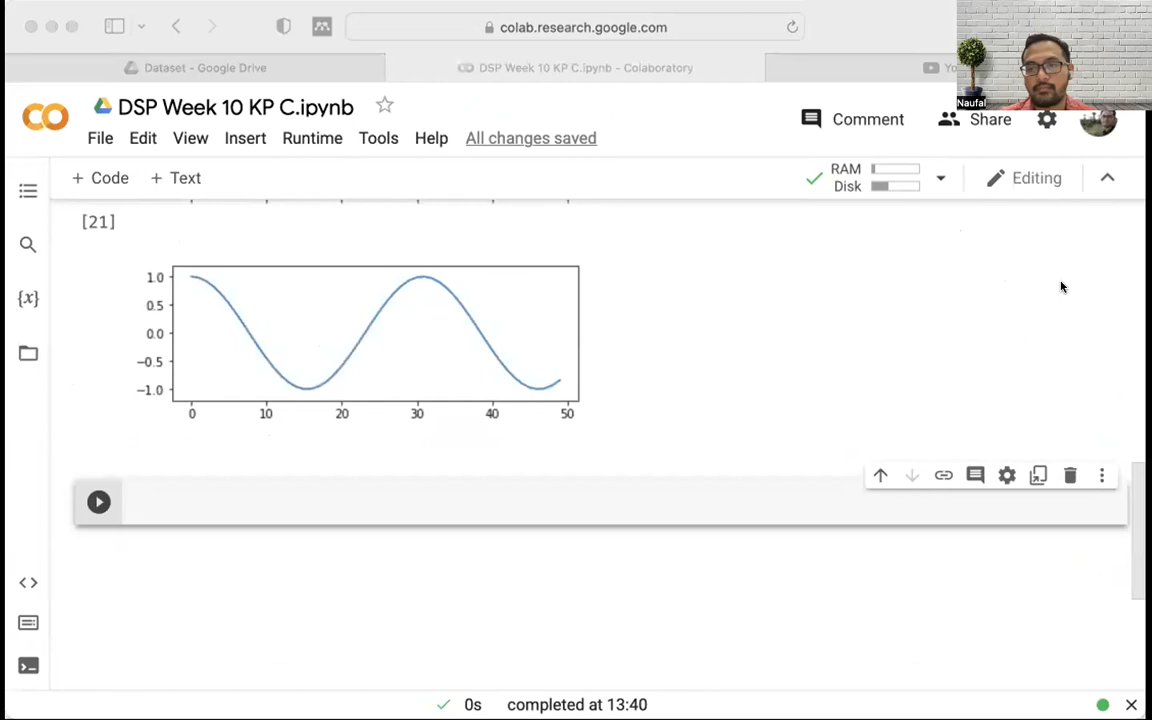 colab.research.google.com
Dataset - Google Drive
DSP Week 10 KP C.ipynb - Colaboratory
Naufal
DSP Week 10 KP C.ipynb
File Edit View Insert Runtime Tools Help All changes saved
Comment
Share
+ Code + Text
RAM
Disk
Editing
[21]
{x}
1.0
0.5
0.0
−0.5
−1.0
0 10 20 30 40 50
0s completed at 13:40